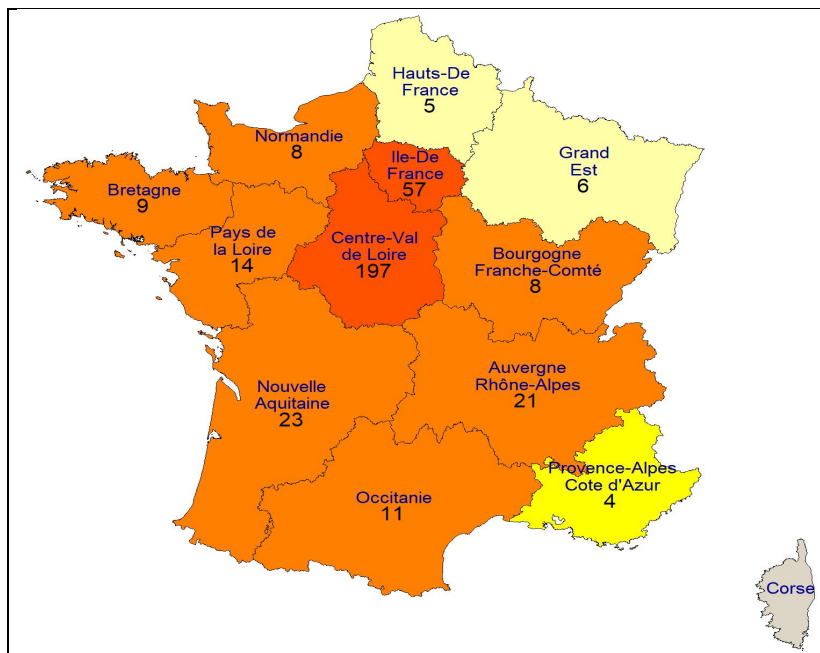 Hauts-De
France
5
Normandie
8
Ile-De
France
57
Grand
Est
6
Bretagne
9
Pays de
la Loire
14
Centre-Val
de Loire
197
Bourgogne
Franche-Comté
8
Nouvelle
Aquitaine
23
Auvergne
Rhône-Alpes
21
Provence-Alpes
Cote d'Azur
4
Occitanie
11
Corse